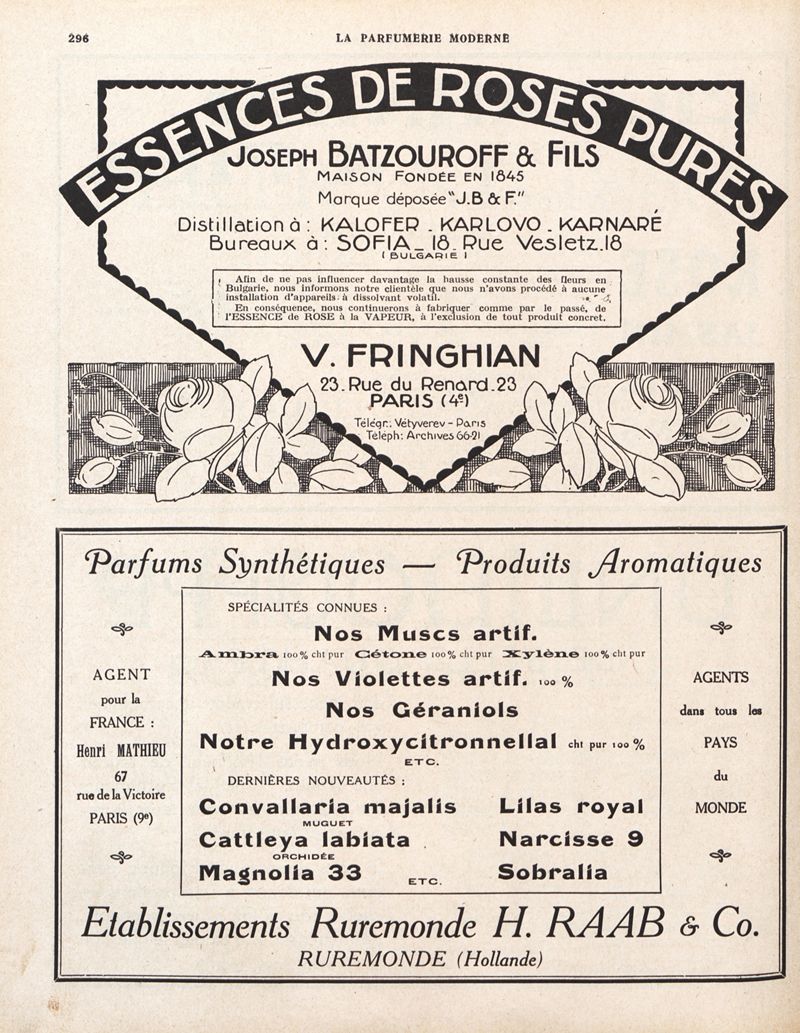 296
LA PARFUMERIE MODERNE
ESSENCES DE ROSES PURES
JOSEPH BATZOUROFF & FILS
MAISON FONDÉE EN 1845
Marque déposée "J.B & F."
Distillation à : KALOFER - KARLOVO - KARNARÉ
Bureaux à : SOFIA - 18. Rue Vesletz.18
(BULGARIE)
Afin de ne pas influencer davantage la hausse constante des fleurs en
Bulgarie, nous informons notre clientèle que nous n'avons procédé à aucune
installation d'appareils à dissolvant volatil.
En conséquence, nous continuerons à fabriquer comme par le passé, de
l'ESSENCE de ROSE à la VAPEUR, à l'exclusion de tout produit concret.
V. FRINGHIAN
23. Rue du Renard. 23
PARIS (4e)
Télégr: Vétyverev - Paris
Téléph: Archives 66-21
Parfums Synthétiques — Produits Aromatiques
AGENT
pour la
FRANCE :
Henri MATHIEU
67
rue de la Victoire
PARIS (9e)
SPÉCIALITÉS CONNUES :
Nos Muscs artif.
Ambra 100 % cht pur Cétone 100 % cht pur Xylène 100 % cht pur
Nos Violettes artif. 100 %
Nos Géraniols
Notre Hydroxycitronnellal cht pur 100 %
ETC.
DERNIÈRES NOUVEAUTÉS :
Convallaria majalis Lilas royal
MUGUET
Cattleya labiata Narcisse 9
ORCHIDÉE
Magnolia 33 ETC. Sobralia
AGENTS
dans tous les
PAYS
du
MONDE
Etablissements Ruremonde H. RAAB & Co.
RUREMONDE (Hollande)